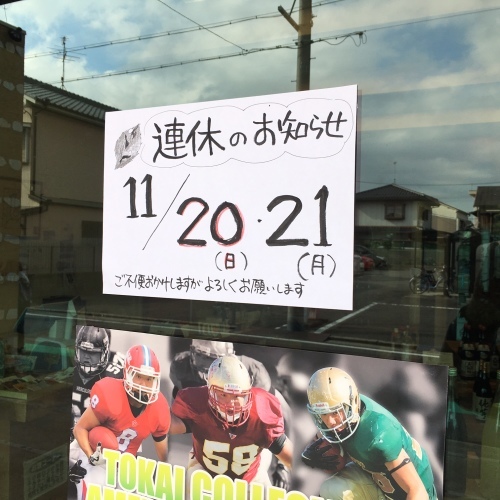 連休のお知らせ
11/20・21
(日) (月)
ご不便おかけしますがよろしくお願いします
8
58
TOKAI COLLEGE